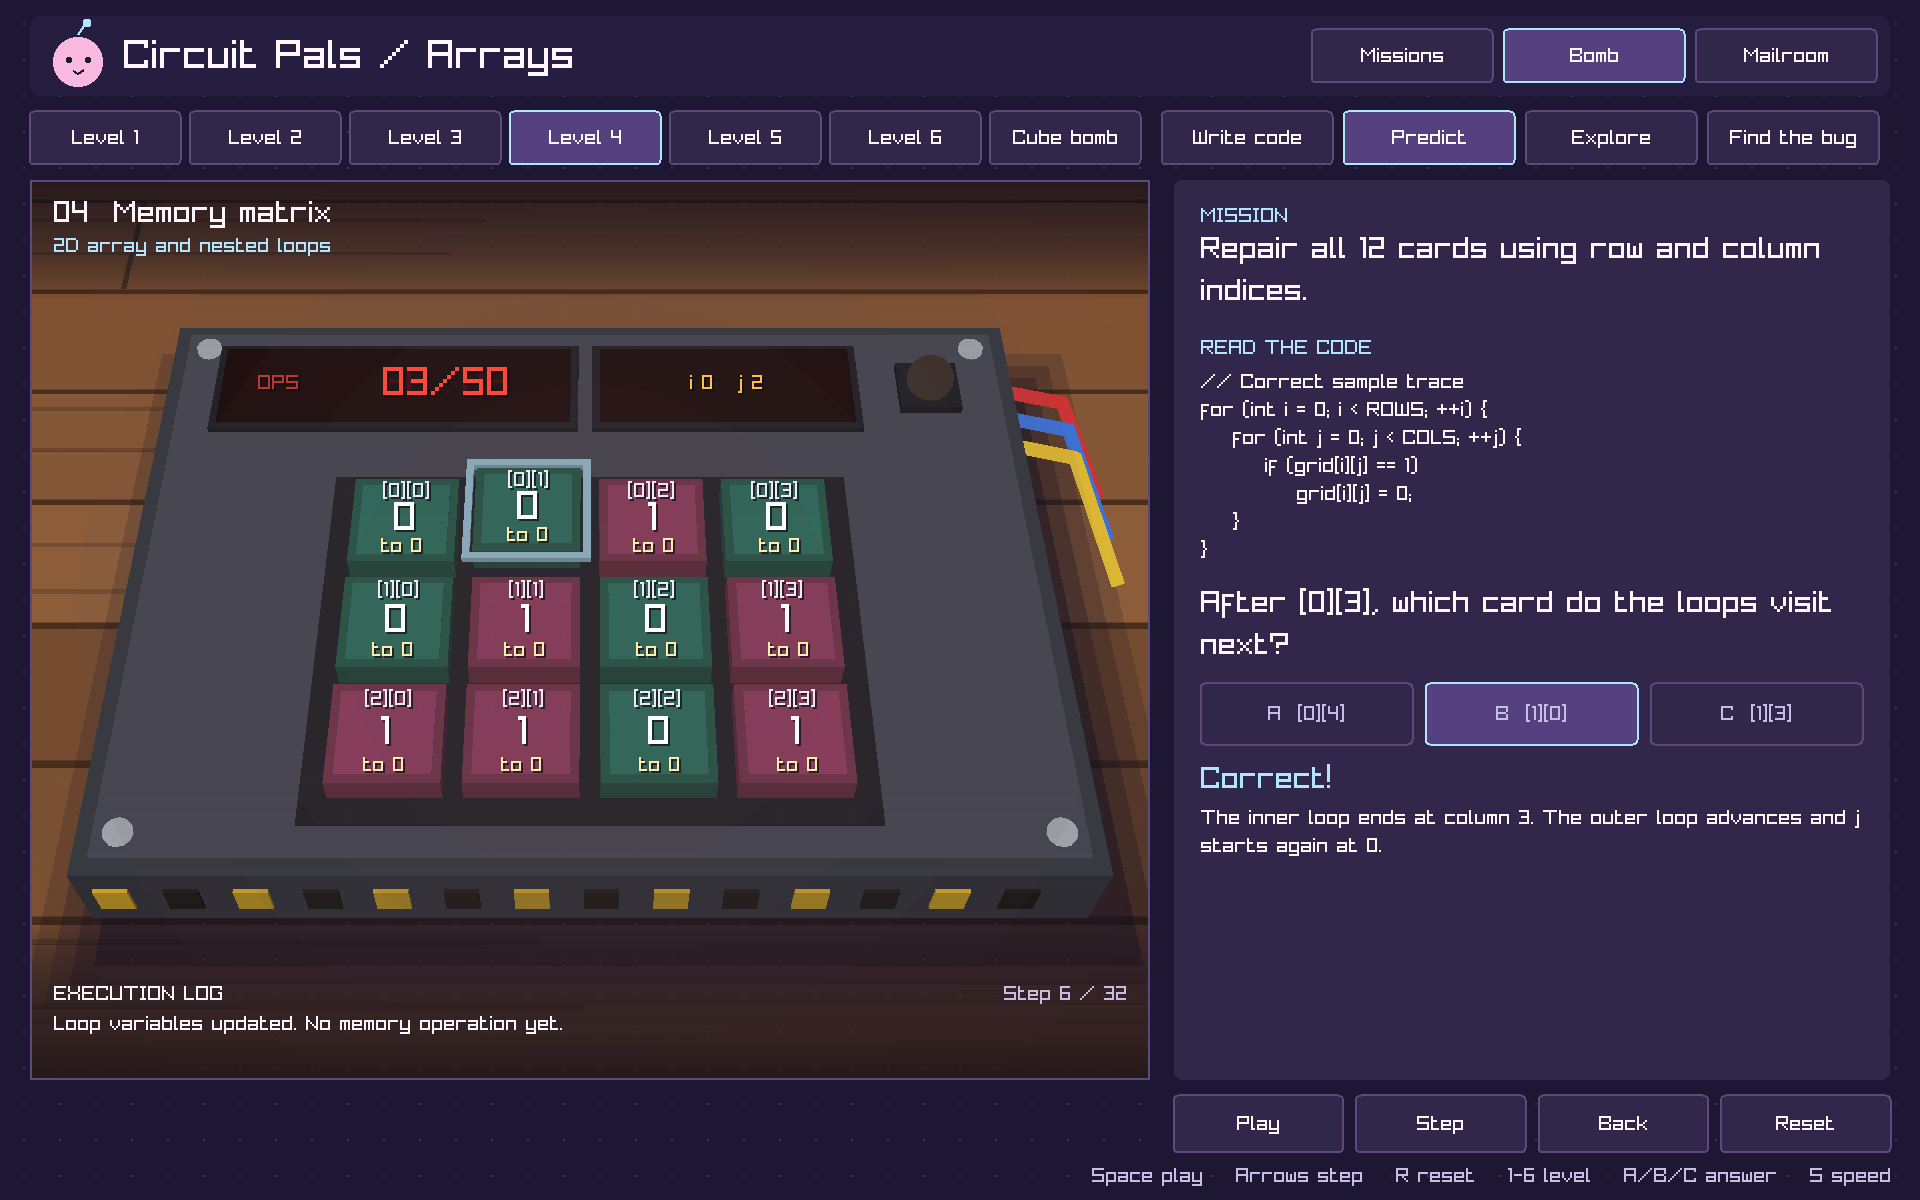 Circuit Pals / Arrays
Missions
Bomb
Mailroom
Level 1
Level 2
Level 3
Level 4
Level 5
Level 6
Cube bomb
Write code
Predict
Explore
Find the bug
04 Memory matrix
2D array and nested loops
OPS 03/50
i 0 j 2
[0][0] [0][1] [0][2] [0][3]
0 0 1 0
to 0 to 0 to 0 to 0
[1][0] [1][1] [1][2] [1][3]
0 1 0 1
to 0 to 0 to 0 to 0
[2][0] [2][1] [2][2] [2][3]
1 1 0 1
to 0 to 0 to 0 to 0
EXECUTION LOG
Step 6 / 32
Loop variables updated. No memory operation yet.
MISSION
Repair all 12 cards using row and column
indices.
READ THE CODE
// Correct sample trace
for (int i = 0; i < ROWS; ++i) {
for (int j = 0; j < COLS; ++j) {
if (grid[i][j] == 1)
grid[i][j] = 0;
}
}
After [0][3], which card do the loops visit
next?
A [0][4]
B [1][0]
C [1][3]
Correct!
The inner loop ends at column 3. The outer loop advances and j
starts again at 0.
Play
Step
Back
Reset
Space play Arrows step R reset 1-6 level A/B/C answer S speed